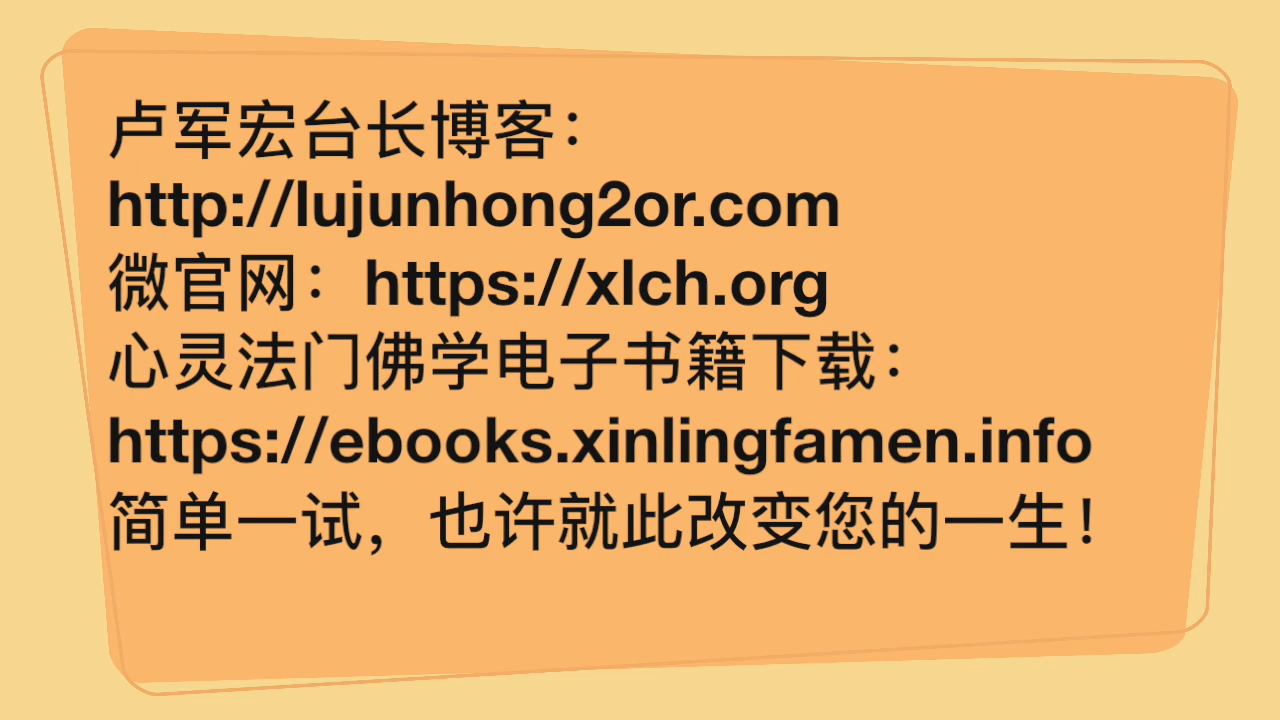 卢军宏台长博客：
http://lujunhong2or.com
微官网：https://xlch.org
心灵法门佛学电子书籍下载：
https://ebooks.xinlingfamen.info
简单一试，也许就此改变您的一生！